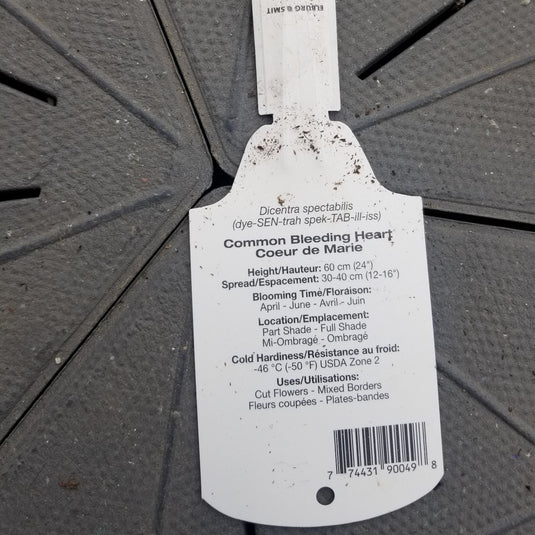 ELBURG & SMIT
Dicentra spectabilis
(dye-SEN-trah spek-TAB-ill-iss)
Common Bleeding Heart
Coeur de Marie
Height/Hauteur: 60 cm (24")
Spread/Espacement: 30-40 cm (12-16")
Blooming Time/Floraison:
April - June - Avril - Juin
Location/Emplacement:
Part Shade - Full Shade
Mi-Ombragé - Ombragé
Cold Hardiness/Résistance au froid:
-46 °C (-50 °F) USDA Zone 2
Uses/Utilisations:
Cut Flowers - Mixed Borders
Fleurs coupées - Plates-bandes
7 74431 90049 8